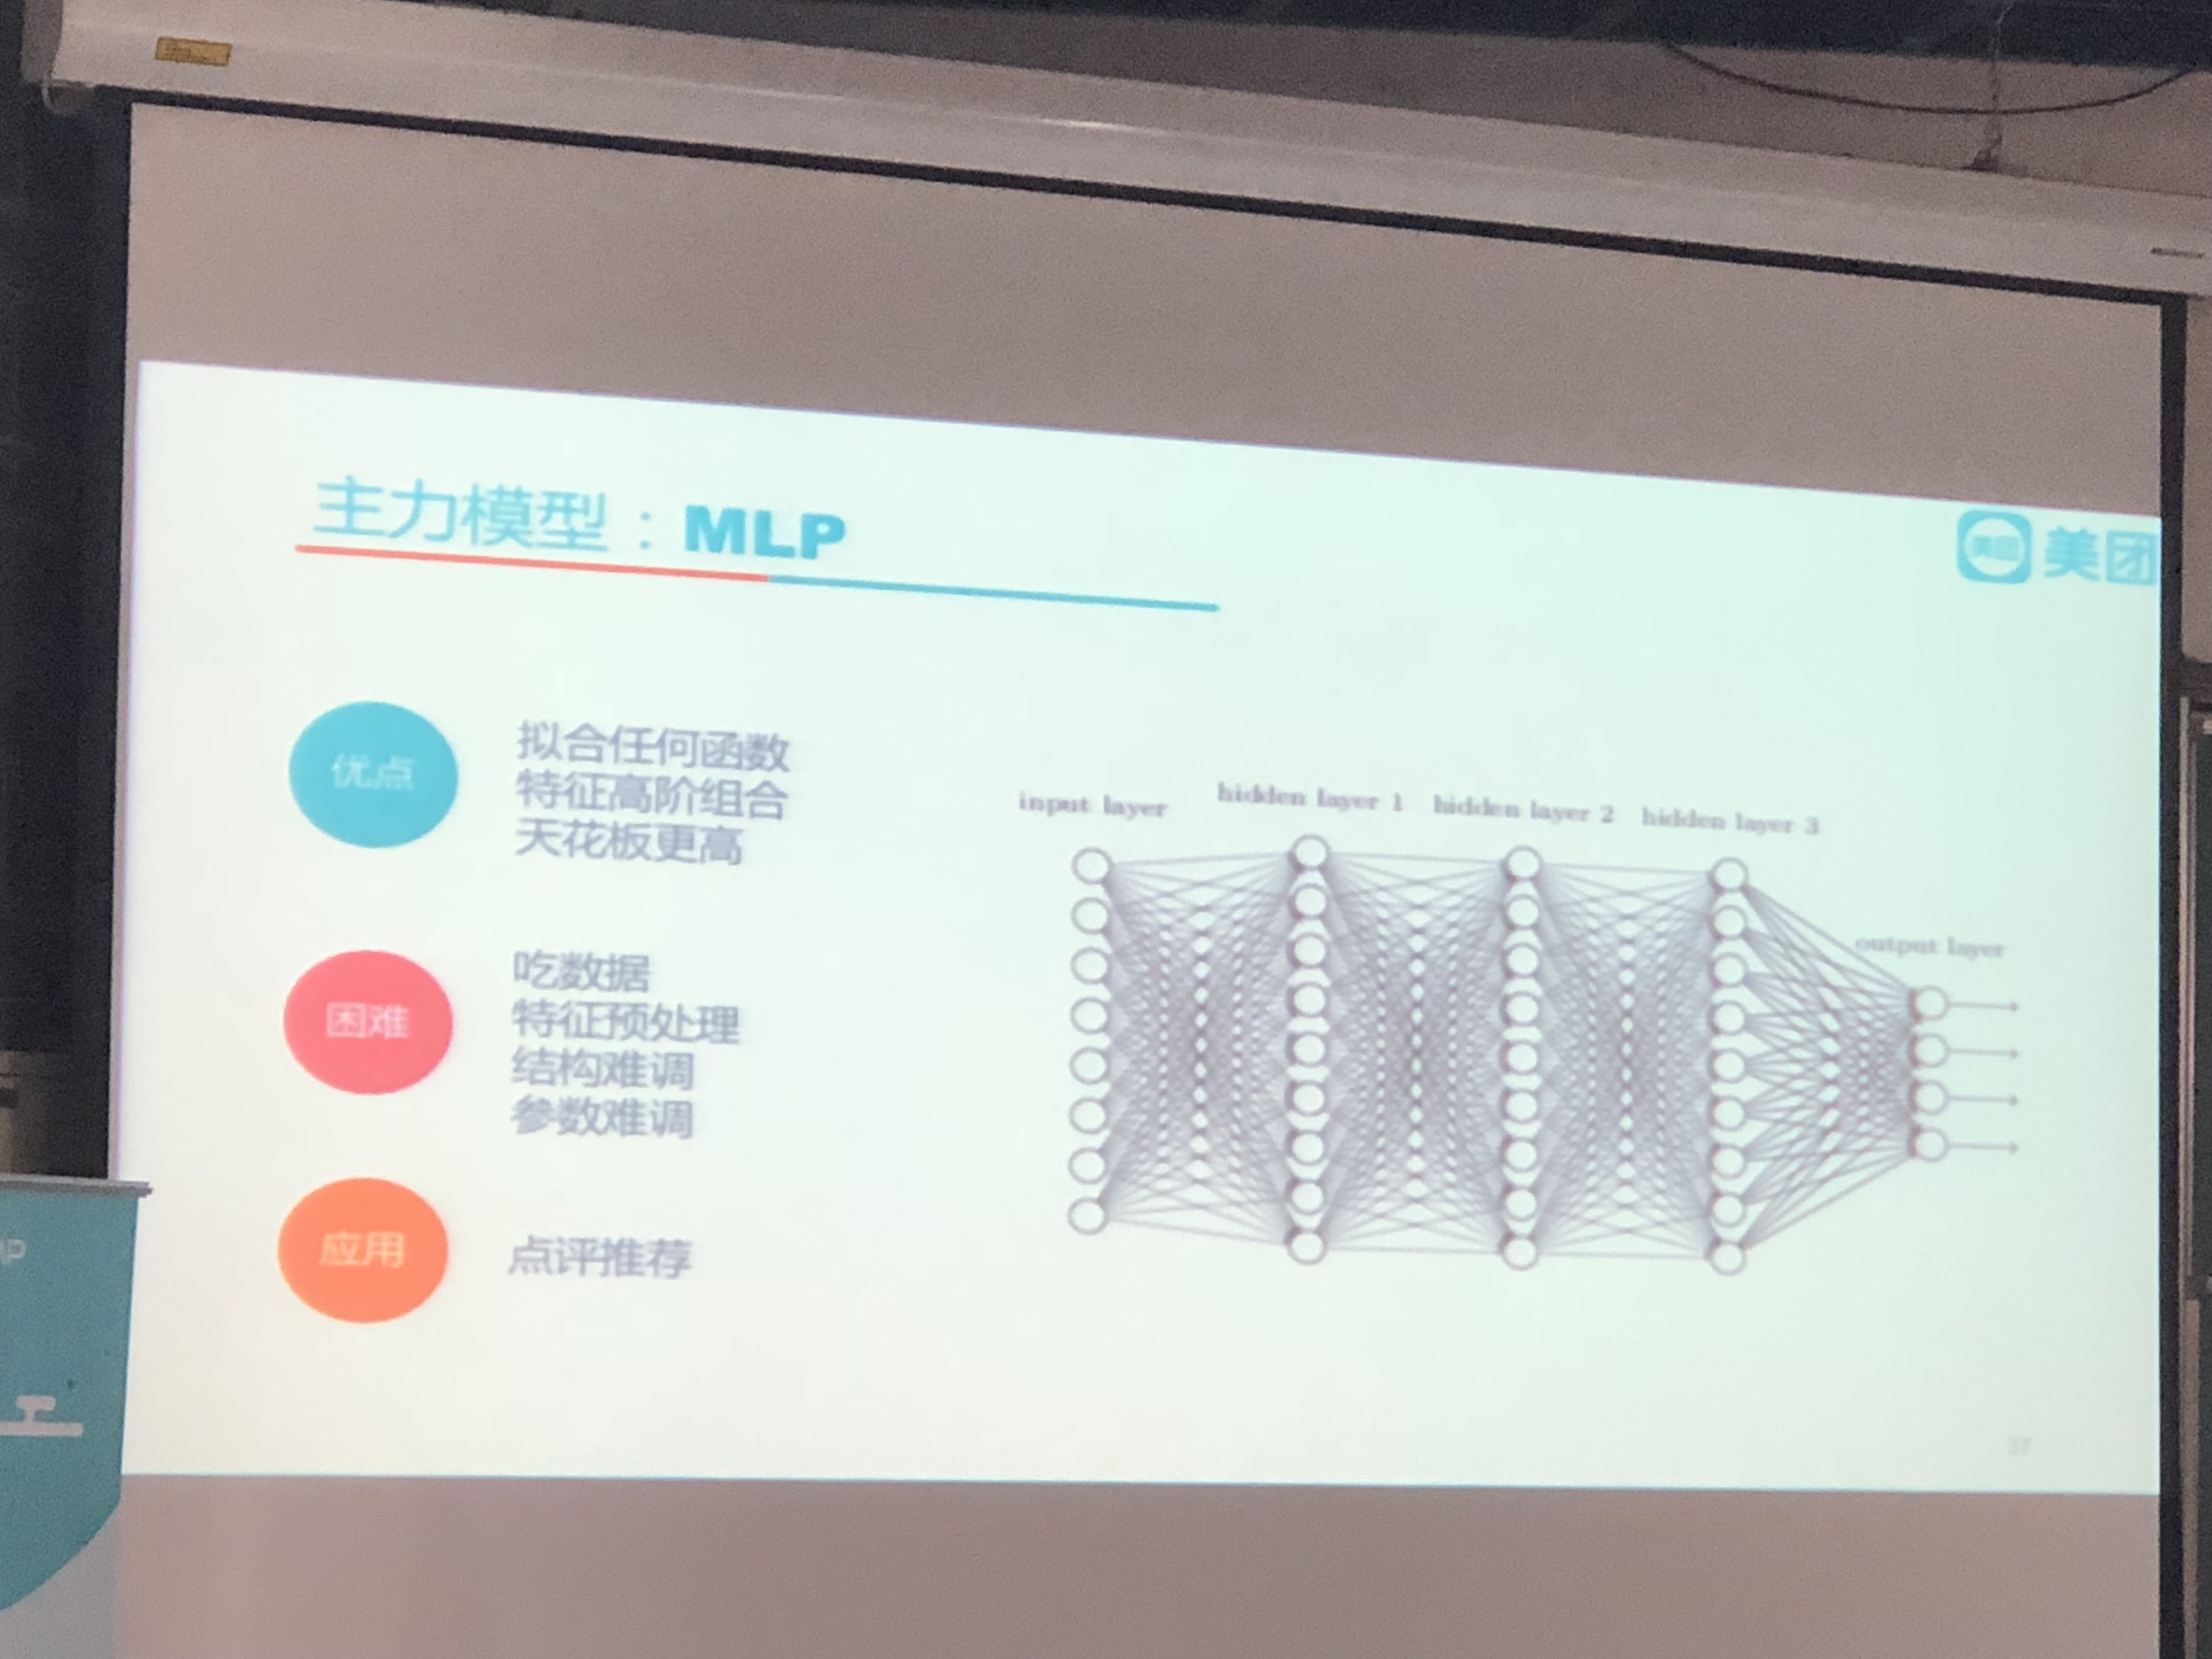 主力模型：MLP
美团
优点
拟合任何函数
特征高阶组合
天花板更高
困难
吃数据
特征预处理
结构难调
参数难调
应用
点评推荐
input layer
hidden layer 1
hidden layer 2
hidden layer 3
output layer
37